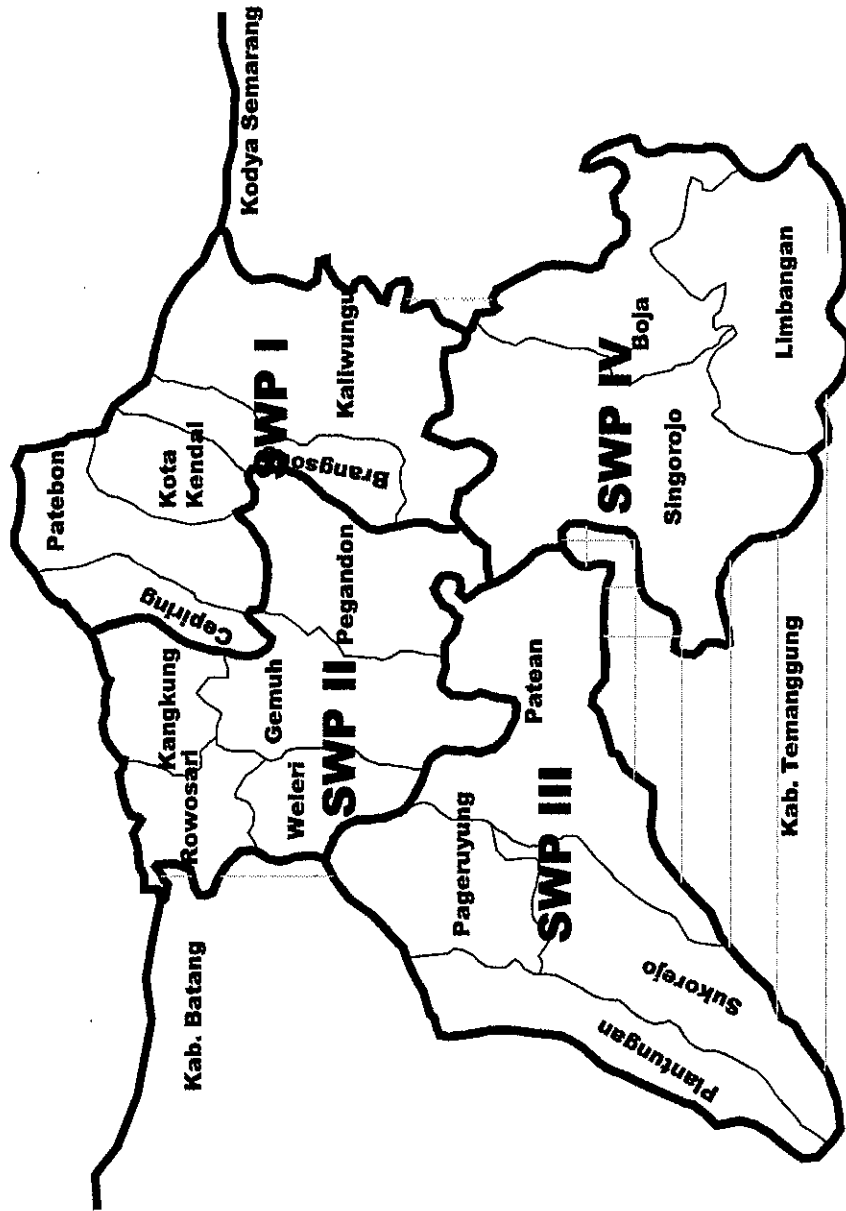 Kodya Semarang
Kab. Batang
Patebon
Cepiring
Kota
Kendal
SWP I
Kaliwungu
Brangso
Kangkung
Rowosari
Gemuh
Weleri
SWP II
Pegandon
Pageruyung
Patean
SWP III
Sukorejo
Plantungan
Boja
SWP IV
Singorojo
Limbangan
Kab. Temanggung